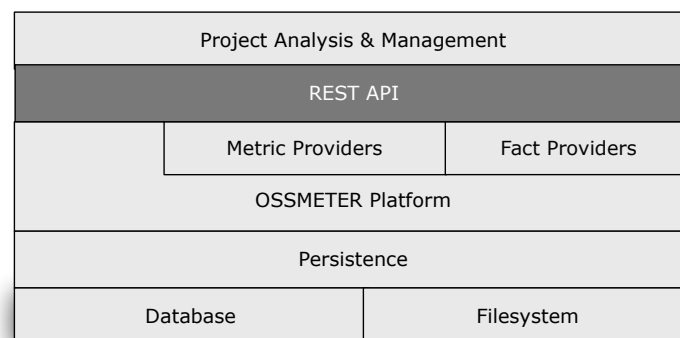 Project Analysis & Management
REST API
Metric Providers
Fact Providers
OSSMETER Platform
Persistence
Database
Filesystem